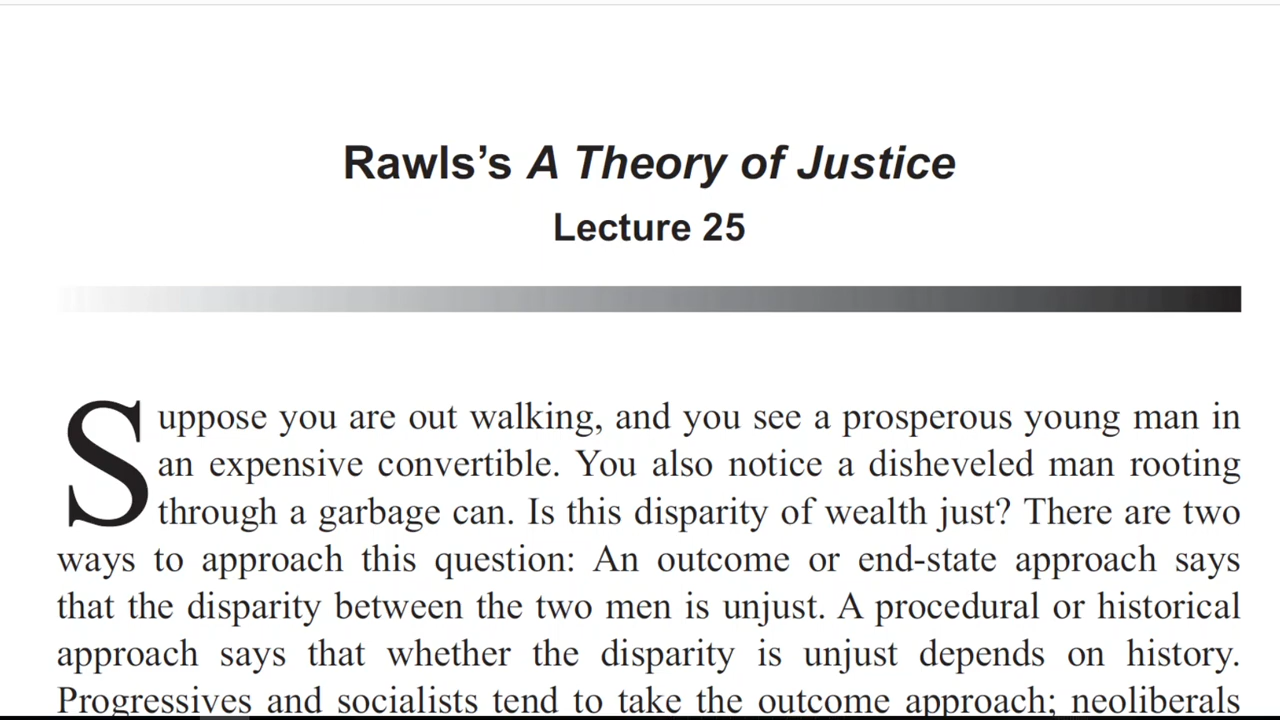 Rawls’s A Theory of Justice
Lecture 25
Suppose you are out walking, and you see a prosperous young man in
an expensive convertible. You also notice a disheveled man rooting
through a garbage can. Is this disparity of wealth just? There are two
ways to approach this question: An outcome or end-state approach says
that the disparity between the two men is unjust. A procedural or historical
approach says that whether the disparity is unjust depends on history.
Progressives and socialists tend to take the outcome approach; neoliberals